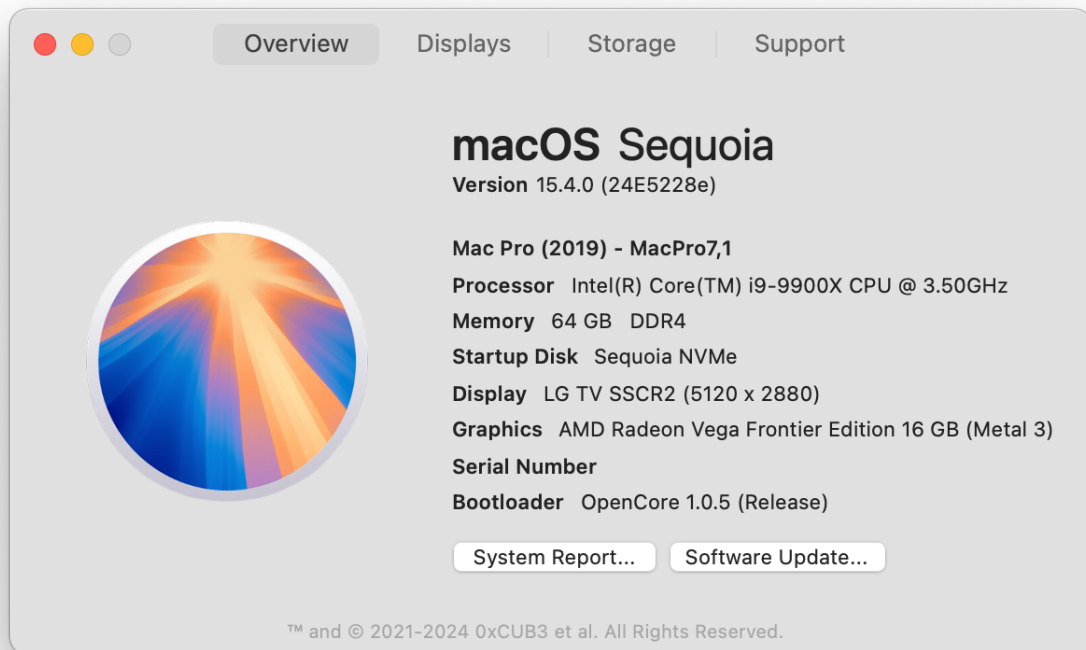 Overview Displays Storage Support
macOS Sequoia
Version 15.4.0 (24E5228e)
Mac Pro (2019) - MacPro7,1
Processor Intel(R) Core(TM) i9-9900X CPU @ 3.50GHz
Memory 64 GB DDR4
Startup Disk Sequoia NVMe
Display LG TV SSCR2 (5120 x 2880)
Graphics AMD Radeon Vega Frontier Edition 16 GB (Metal 3)
Serial Number
Bootloader OpenCore 1.0.5 (Release)
System Report... Software Update...
™ and © 2021-2024 0xCUB3 et al. All Rights Reserved.